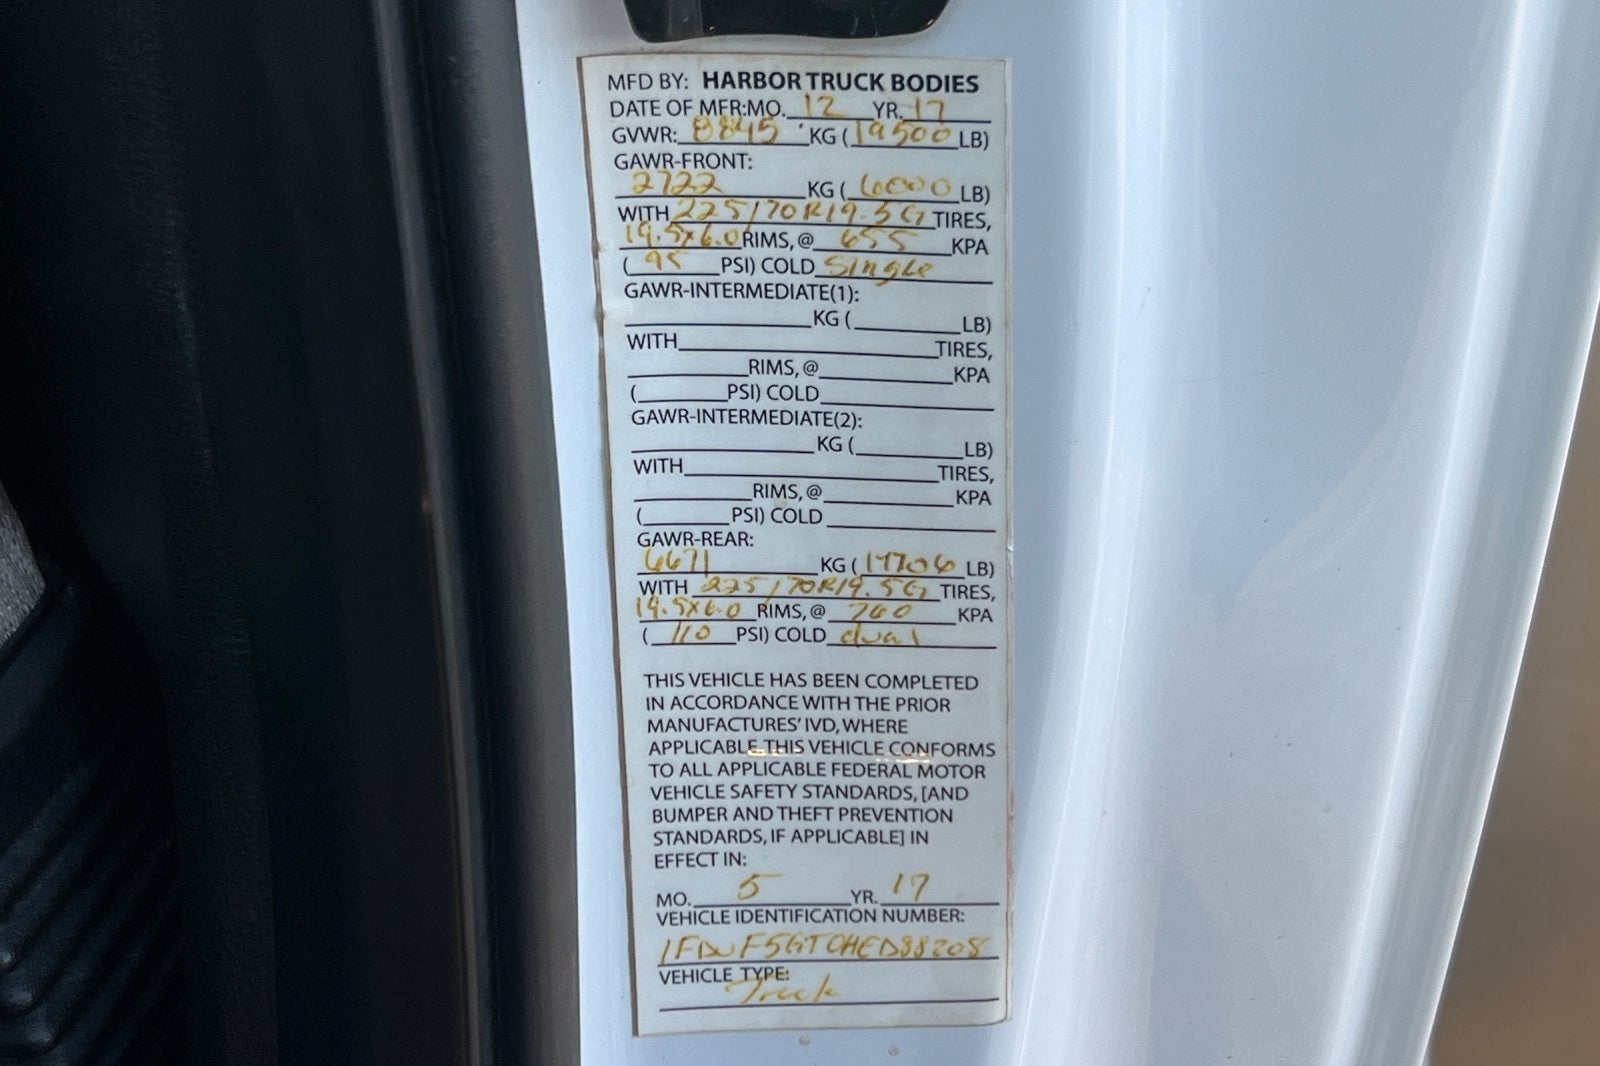 MFD BY: HARBOR TRUCK BODIES
DATE OF MFR:MO. 12 YR. 17
GVWR: 8845 KG (19500 LB)
GAWR-FRONT:
2722 KG (6000 LB)
WITH 225/70R19.5G TIRES,
19.5x6.0 RIMS, @ 655 KPA
(95 PSI) COLD single
GAWR-INTERMEDIATE(1):
KG ( LB)
WITH TIRES,
RIMS, @ KPA
( PSI) COLD
GAWR-INTERMEDIATE(2):
KG ( LB)
WITH TIRES,
RIMS, @ KPA
( PSI) COLD
GAWR-REAR:
6671 KG (14706 LB)
WITH 225/70R19.5G TIRES,
19.5x6.0 RIMS, @ 760 KPA
(110 PSI) COLD dual
THIS VEHICLE HAS BEEN COMPLETED
IN ACCORDANCE WITH THE PRIOR
MANUFACTURES' IVD, WHERE
APPLICABLE THIS VEHICLE CONFORMS
TO ALL APPLICABLE FEDERAL MOTOR
VEHICLE SAFETY STANDARDS, [AND
BUMPER AND THEFT PREVENTION
STANDARDS, IF APPLICABLE] IN
EFFECT IN:
MO. 5 YR. 17
VEHICLE IDENTIFICATION NUMBER:
1FDUF5GT0HED88208
VEHICLE TYPE:
Truck